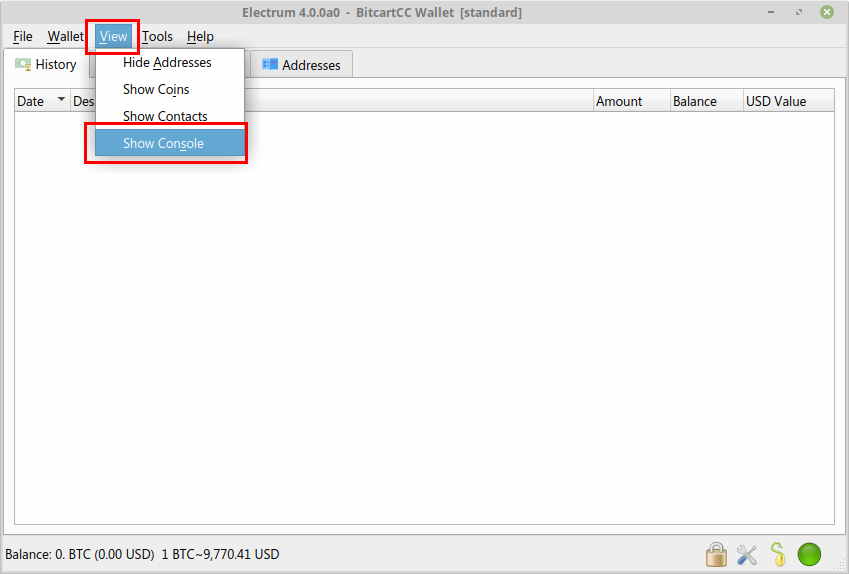 Electrum 4.0.0a0 - BitcartCC Wallet [standard]
File Wallet View Tools Help
History Addresses
Hide Addresses
Show Coins
Show Contacts
Show Console
Date Des Amount Balance USD Value
Balance: 0. BTC (0.00 USD) 1 BTC~9,770.41 USD